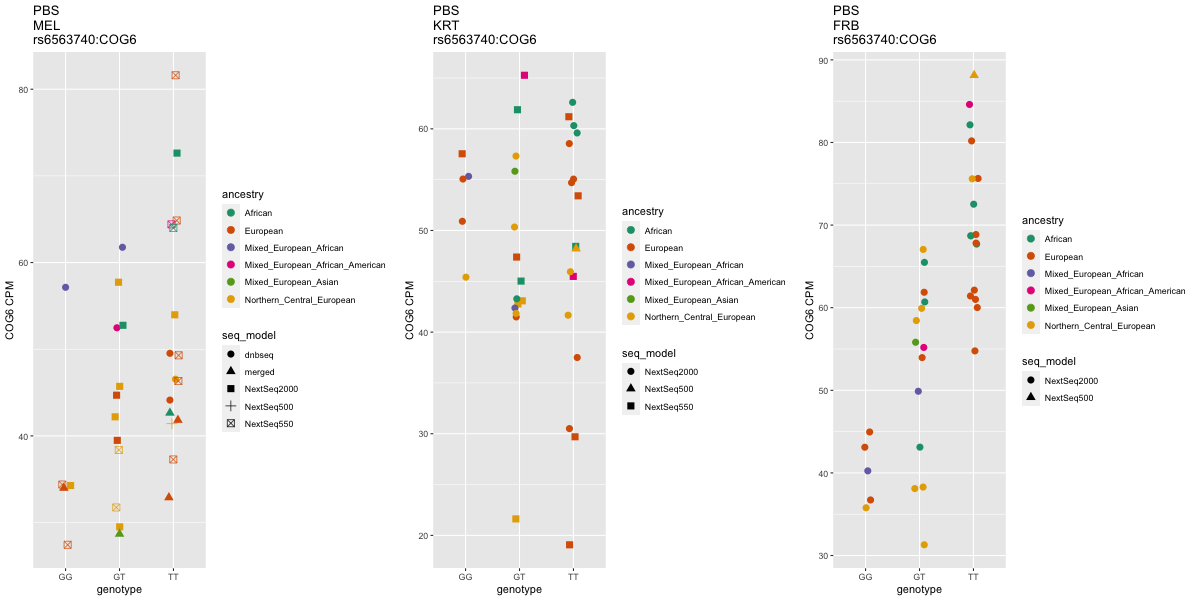 PBS
MEL
rs6563740:COG6
80
60
40
COG6 CPM
GG
GT
TT
genotype
ancestry
African
European
Mixed_European_African
Mixed_European_African_American
Mixed_European_Asian
Northern_Central_European
seq_model
dnbseq
merged
NextSeq2000
NextSeq500
NextSeq550
PBS
KRT
rs6563740:COG6
60
50
40
30
20
COG6 CPM
GG
GT
TT
genotype
ancestry
African
European
Mixed_European_African
Mixed_European_African_American
Mixed_European_Asian
Northern_Central_European
seq_model
NextSeq2000
NextSeq500
NextSeq550
PBS
FRB
rs6563740:COG6
90
80
70
60
50
40
30
COG6 CPM
GG
GT
TT
genotype
ancestry
African
European
Mixed_European_African
Mixed_European_African_American
Mixed_European_Asian
Northern_Central_European
seq_model
NextSeq2000
NextSeq500